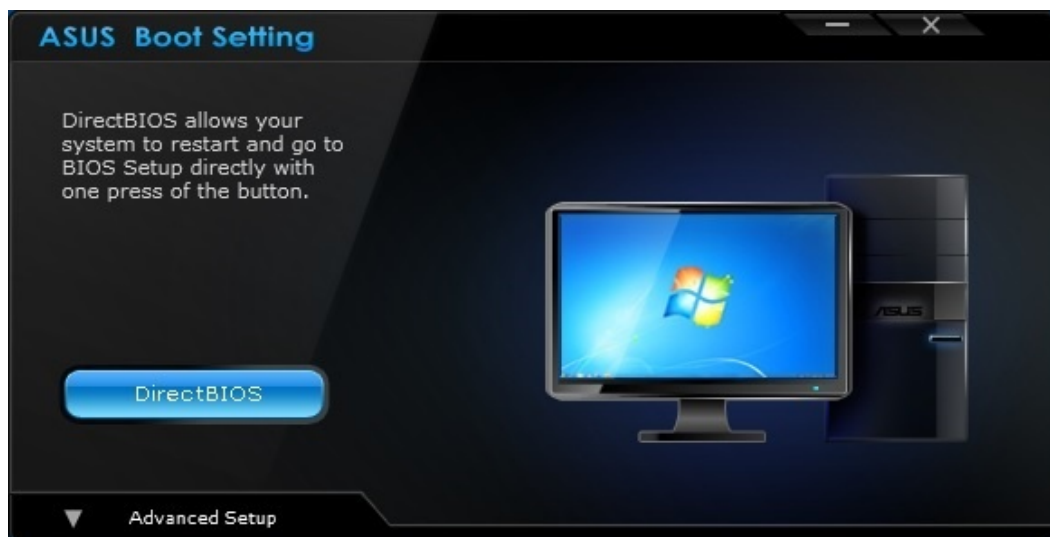 ASUS Boot Setting
DirectBIOS allows your
system to restart and go to
BIOS Setup directly with
one press of the button.
ASUS
DirectBIOS
Advanced Setup